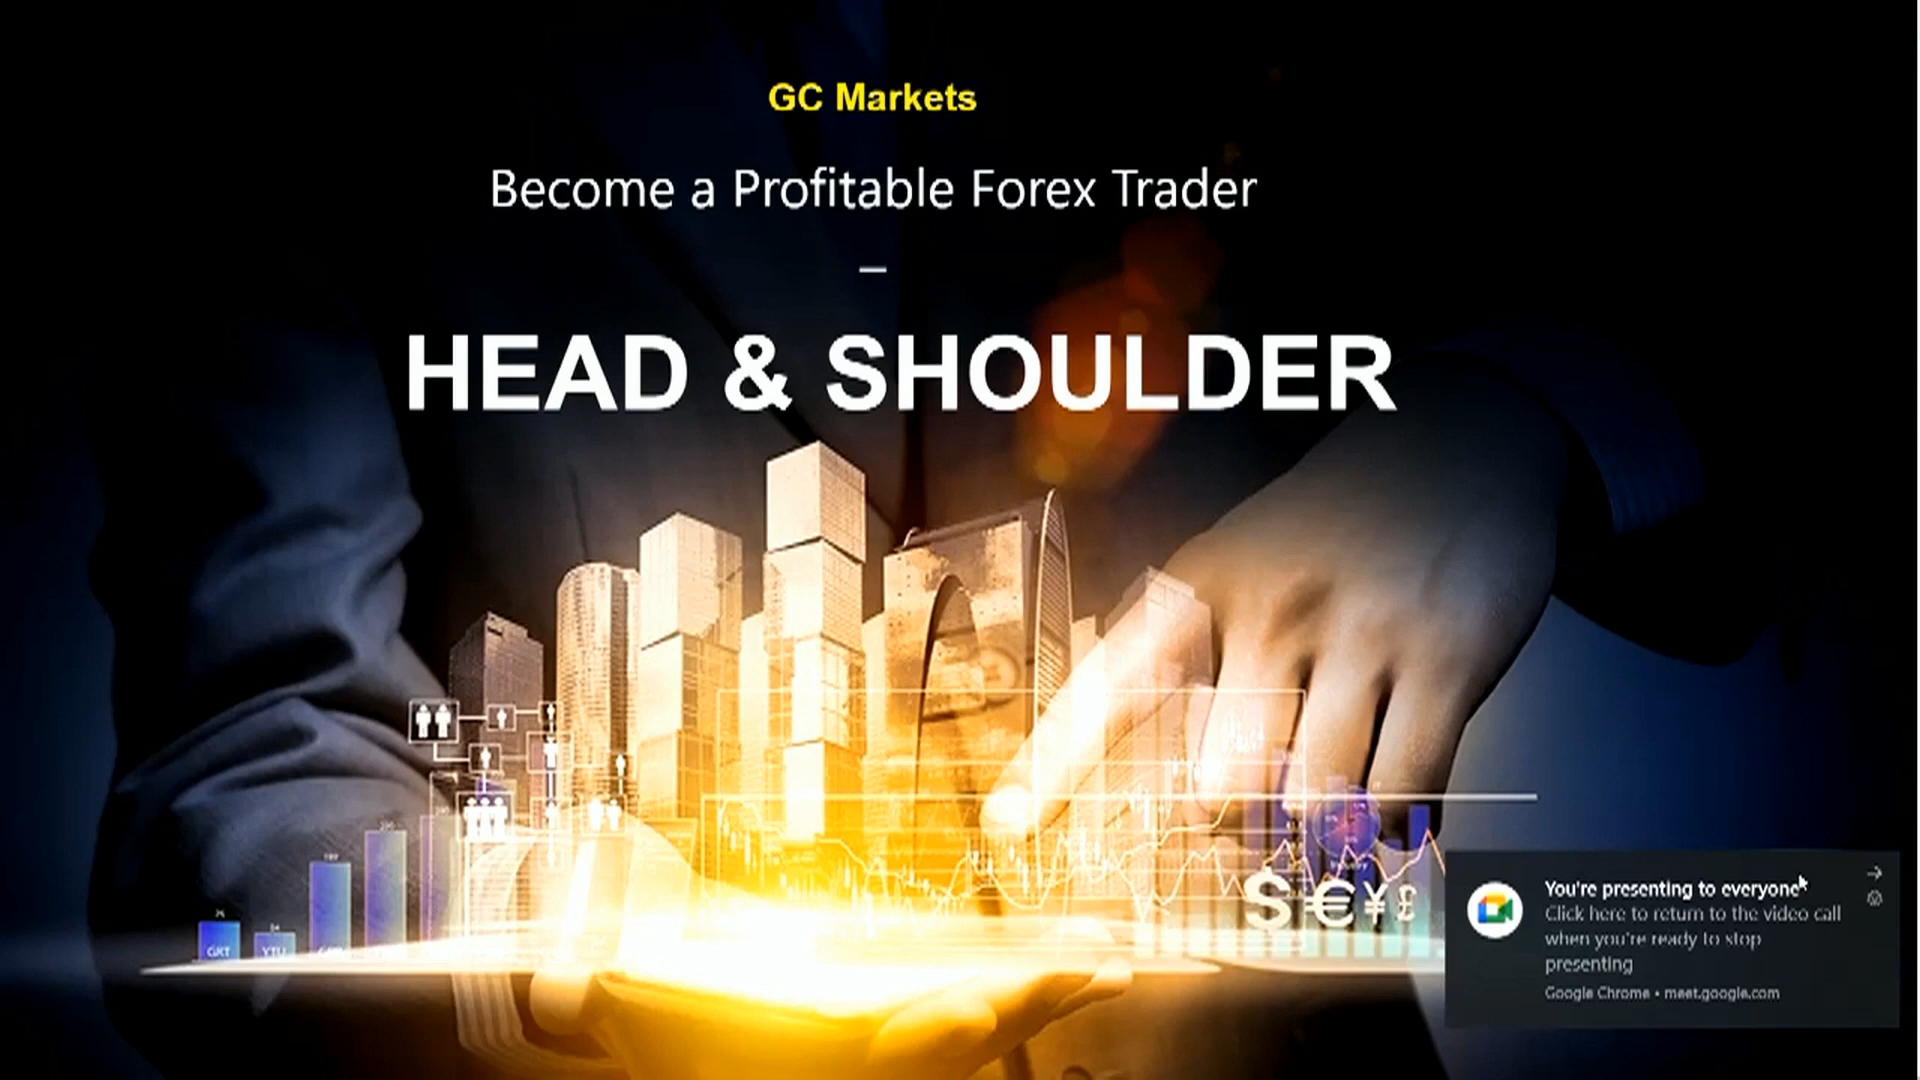 GC Markets
Become a Profitable Forex Trader
–
HEAD & SHOULDER
$ € ¥ £
You're presenting to everyone
Click here to return to the video call
when you're ready to stop
presenting
Google Chrome • meet.google.com